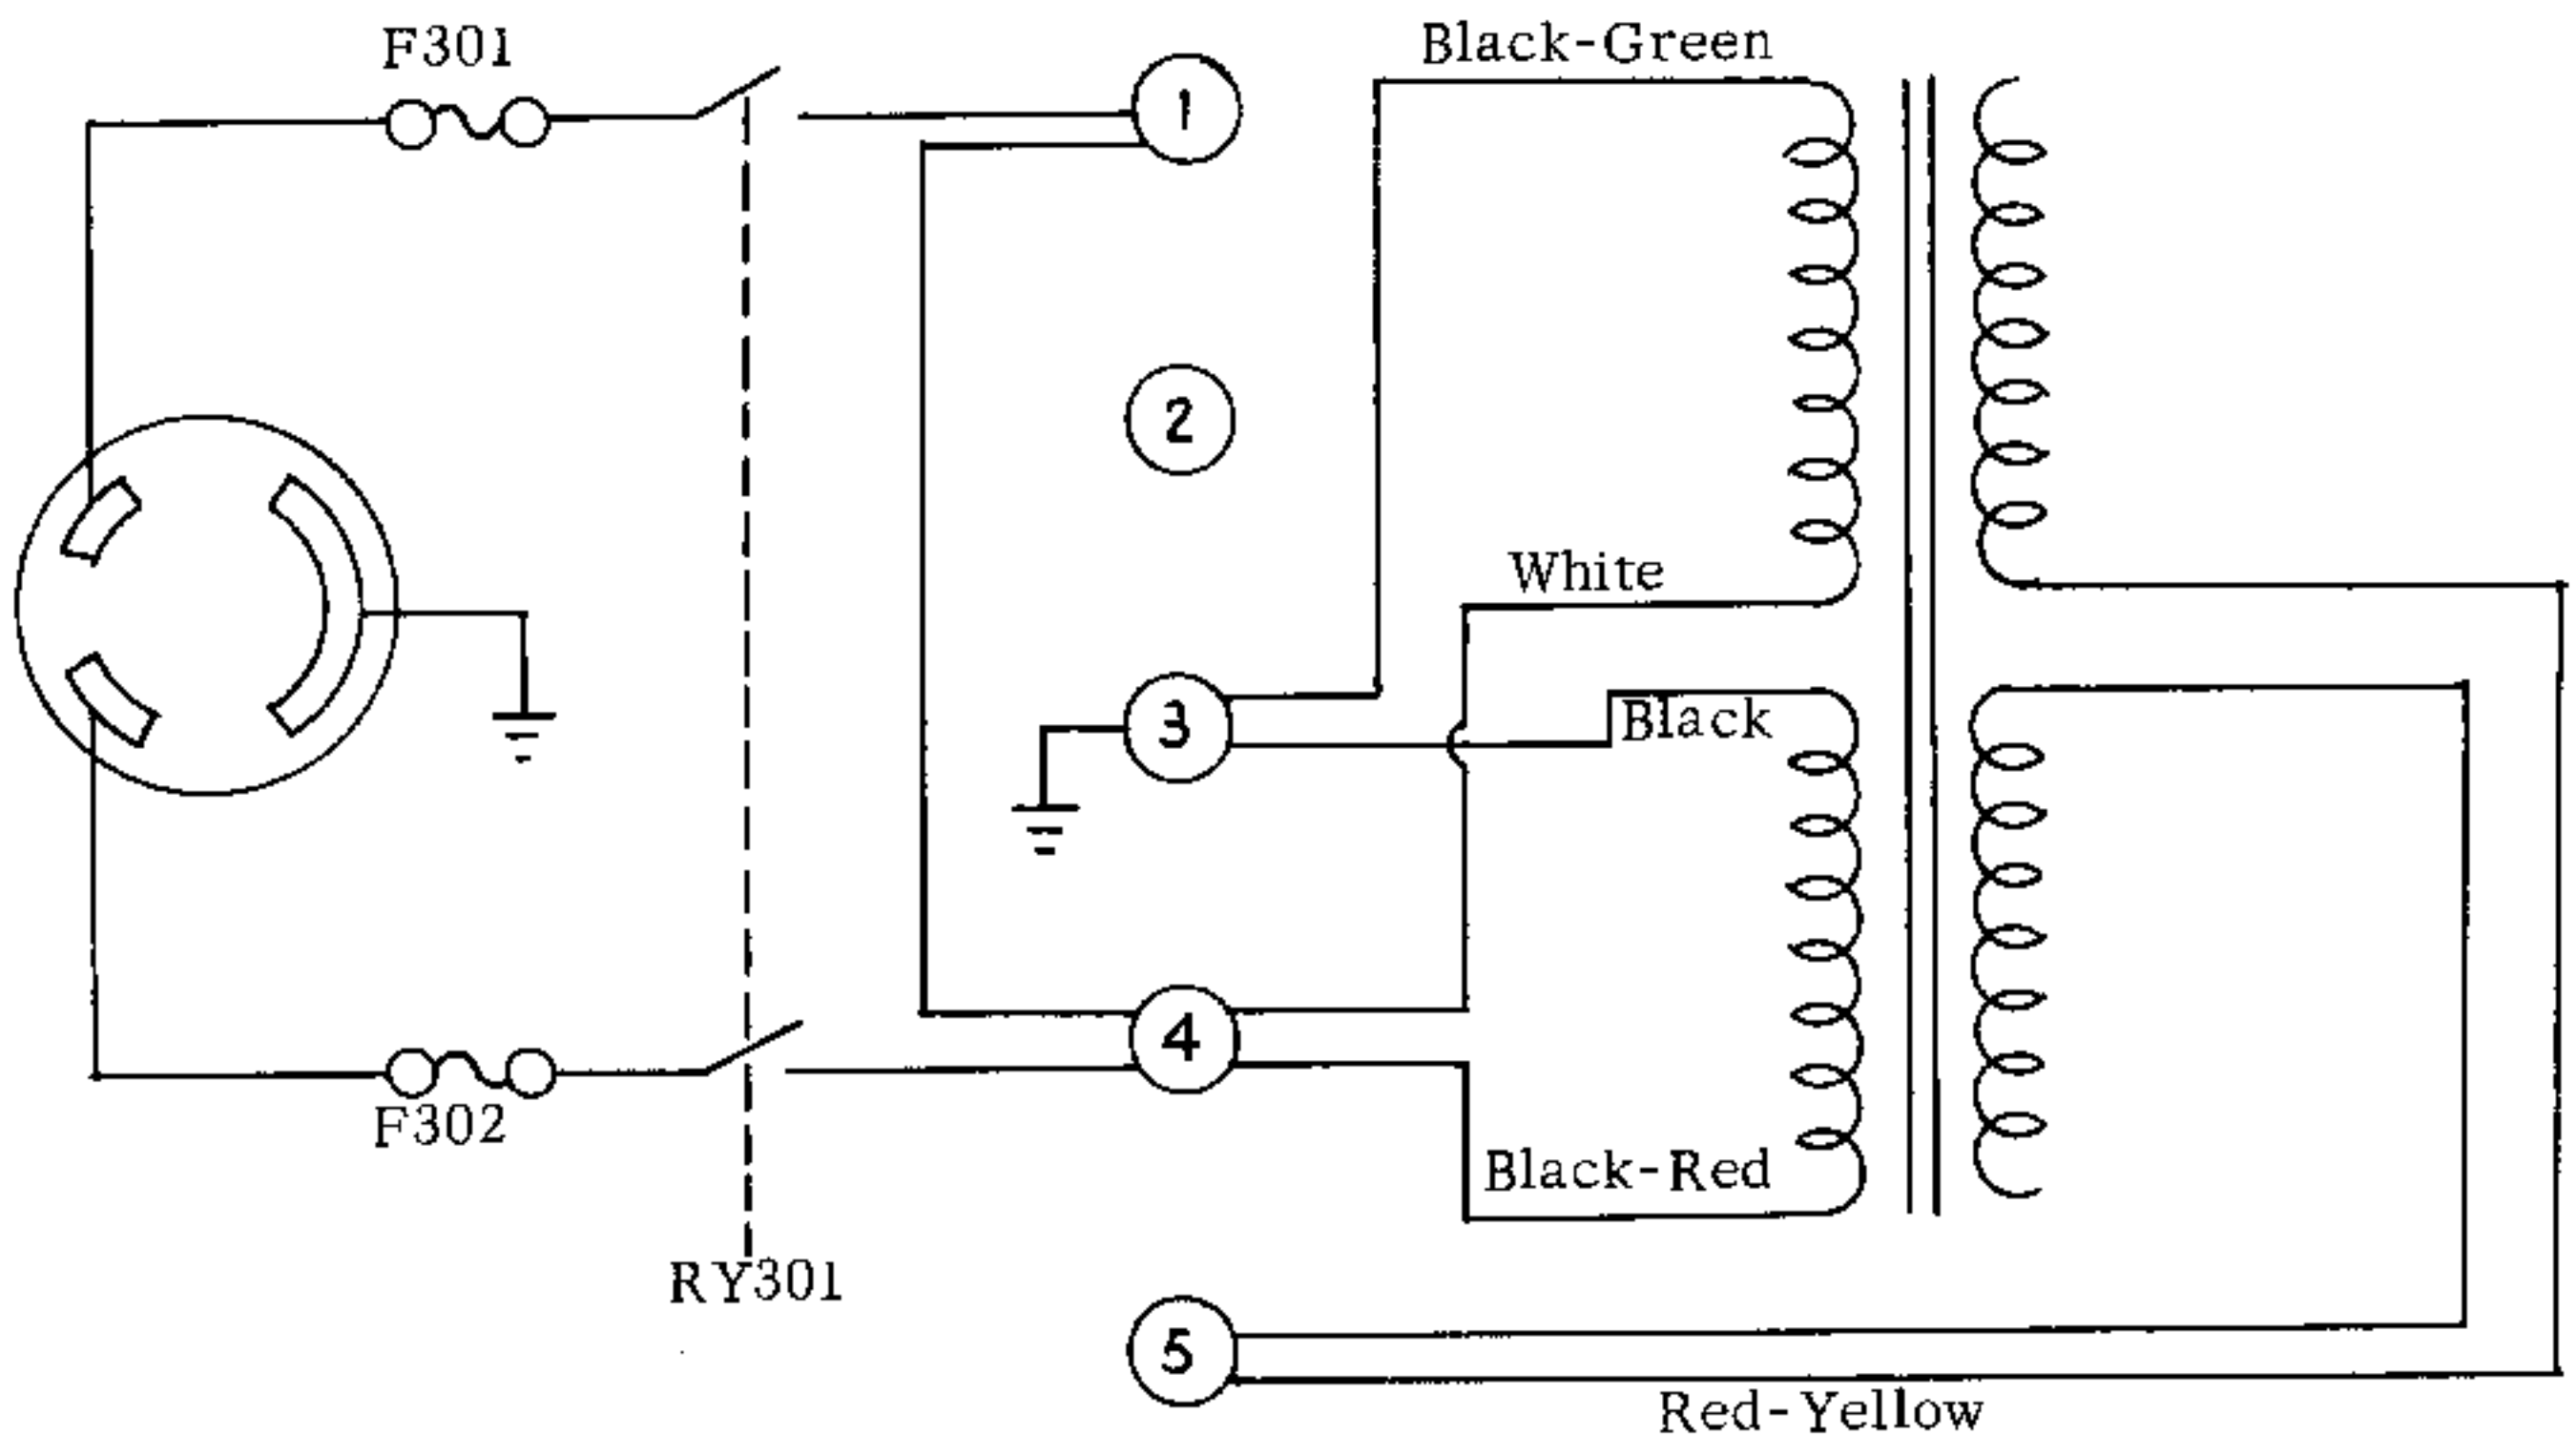 F301
Black-Green
1
2
White
3
Black
4
F302
Black-Red
RY301
5
Red-Yellow